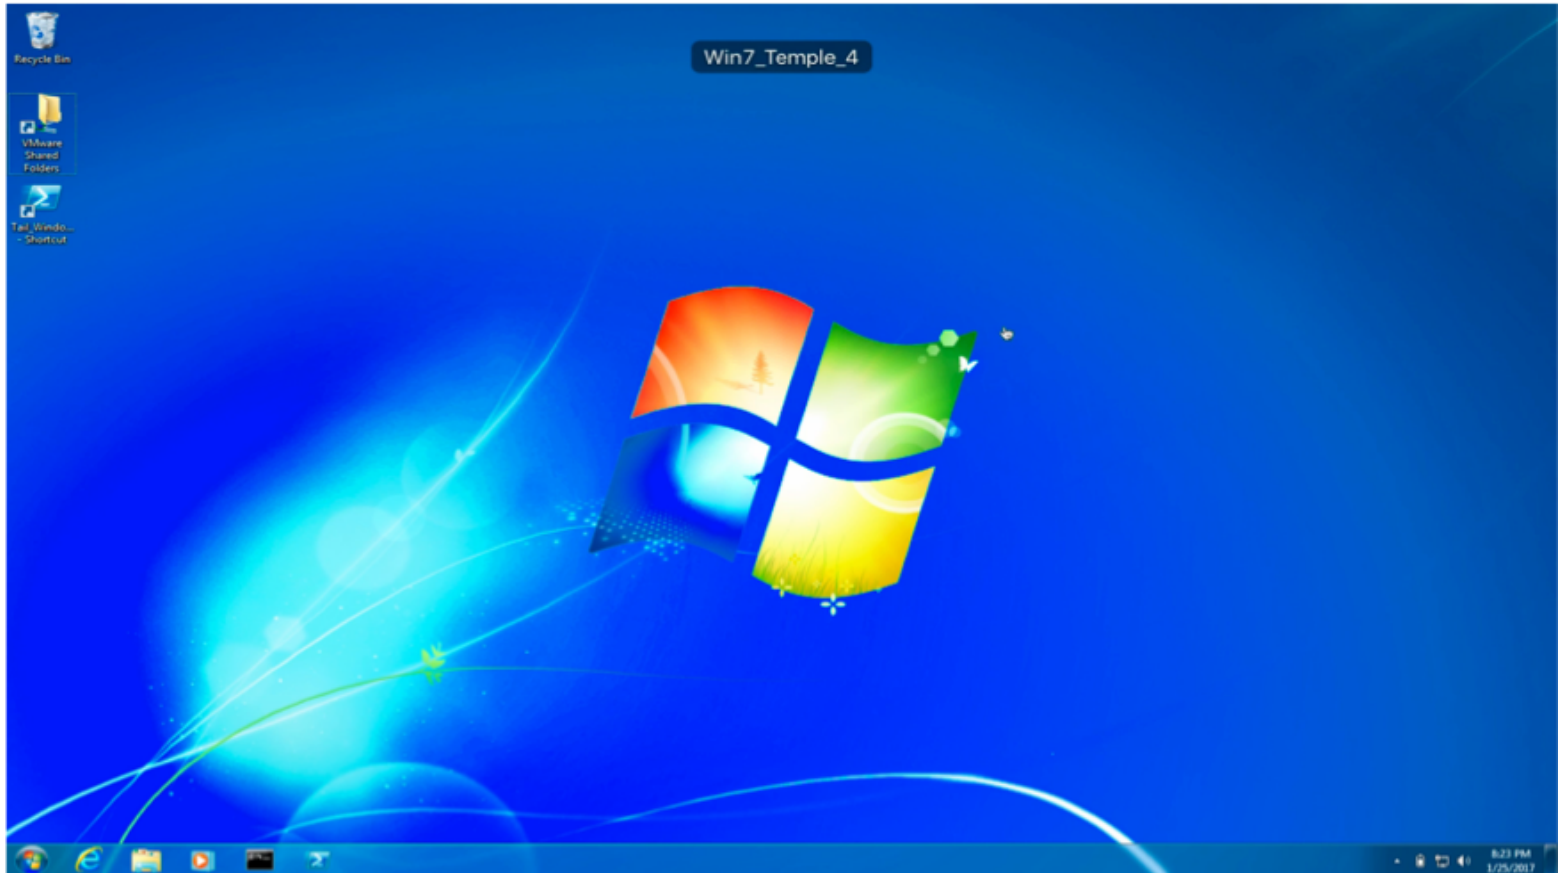 Recycle Bin
Win7_Temple_4
VMware
Shared
Folders
Tail_Windo...
- Shortcut
8:23 PM
1/25/2017